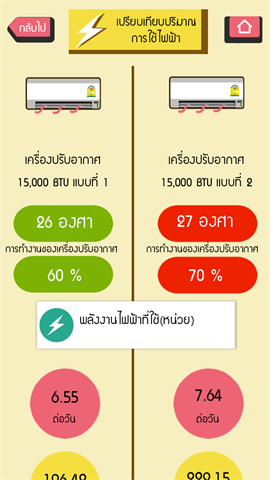 กลับไป
เปรียบเทียบปริมาณ
การใช้ไฟฟ้า
เครื่องปรับอากาศ
15,000 BTU แบบที่ 1
26 องศา
การทำงานของเครื่องปรับอากาศ
60 %
เครื่องปรับอากาศ
15,000 BTU แบบที่ 2
27 องศา
การทำงานของเครื่องปรับอากาศ
70 %
พลังงานไฟฟ้าที่ใช้(หน่วย)
6.55
ต่อวัน
7.64
ต่อวัน